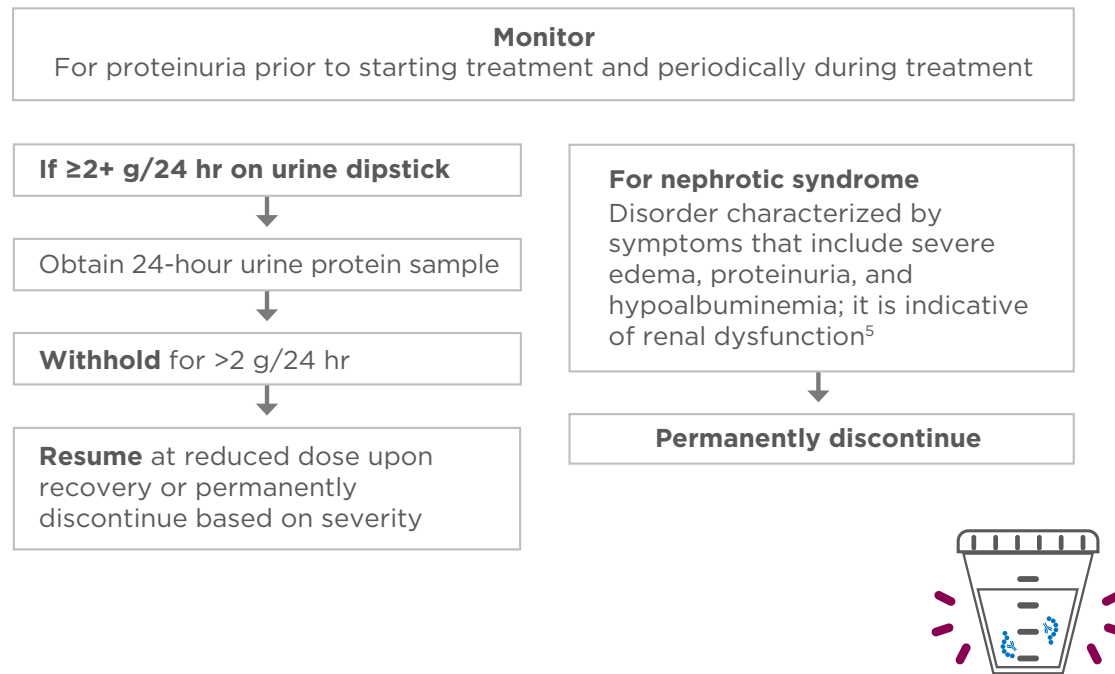 Monitor
For proteinuria prior to starting treatment and periodically during treatment
If ≥2+ g/24 hr on urine dipstick
Obtain 24-hour urine protein sample
Withhold for >2 g/24 hr
Resume at reduced dose upon
recovery or permanently
discontinue based on severity
For nephrotic syndrome
Disorder characterized by
symptoms that include severe
edema, proteinuria, and
hypoalbuminemia; it is indicative
of renal dysfunction⁵
Permanently discontinue